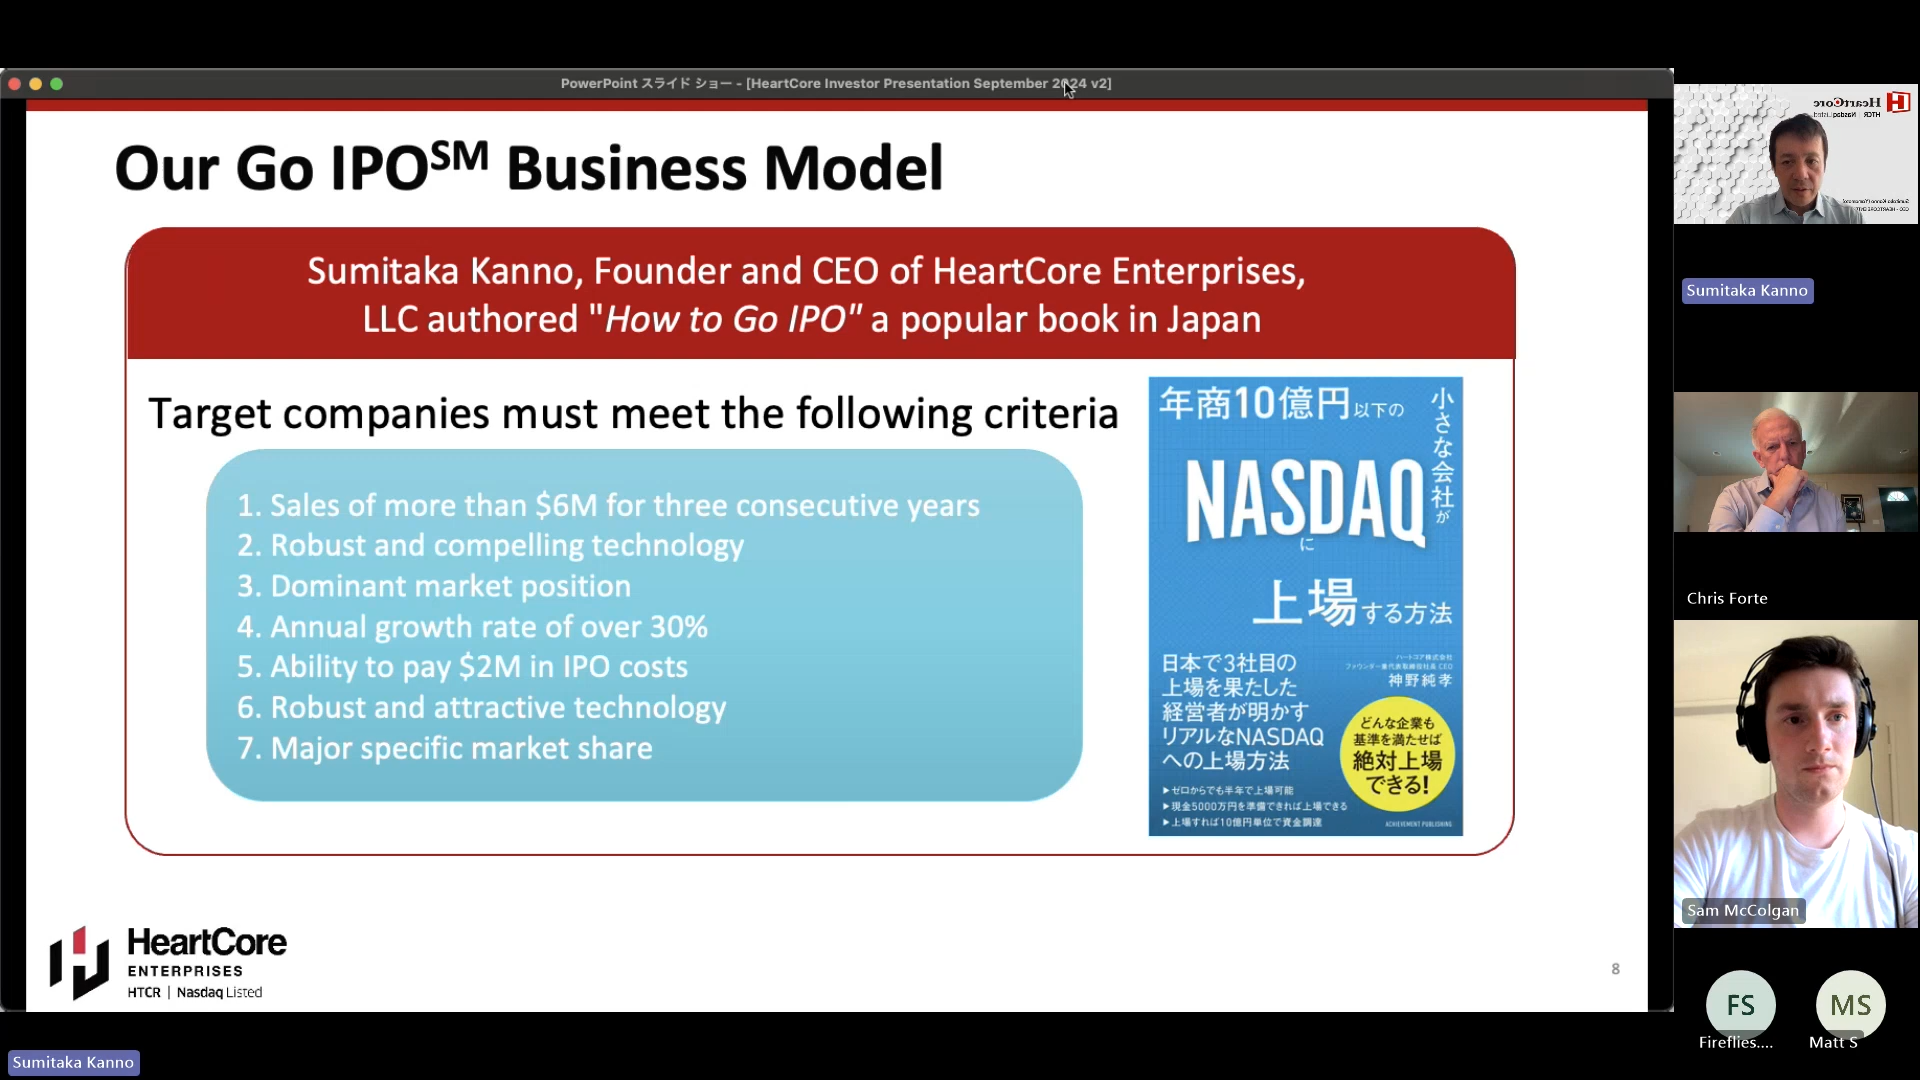 PowerPoint スライド ショー - [HeartCore Investor Presentation September 2024 v2]
Our Go IPOSM Business Model
Sumitaka Kanno, Founder and CEO of HeartCore Enterprises,
LLC authored "How to Go IPO" a popular book in Japan
Target companies must meet the following criteria
1. Sales of more than $6M for three consecutive years
2. Robust and compelling technology
3. Dominant market position
4. Annual growth rate of over 30%
5. Ability to pay $2M in IPO costs
6. Robust and attractive technology
7. Major specific market share
年商10億円以下の
小さな会社が
NASDAQ
に
上場する方法
ハートコア株式会社
ファウンダー兼代表取締役社長 CEO
神野純孝
日本で3社目の
上場を果たした
経営者が明かす
リアルなNASDAQ
への上場方法
どんな企業も
基準を満たせば
絶対上場
できる!
▶ゼロからでも半年で上場可能
▶現金5000万円を準備できれば上場できる
▶上場すれば10億円単位で資金調達
ACHIEVEMENT PUBLISHING
HeartCore
ENTERPRISES
HTCR | Nasdaq Listed
8
HeartCore
HTCR | Nasdaq Listed
Sumitaka Kanno
Chris Forte
Sam McColgan
FS
Fireflies....
MS
Matt S
Sumitaka Kanno